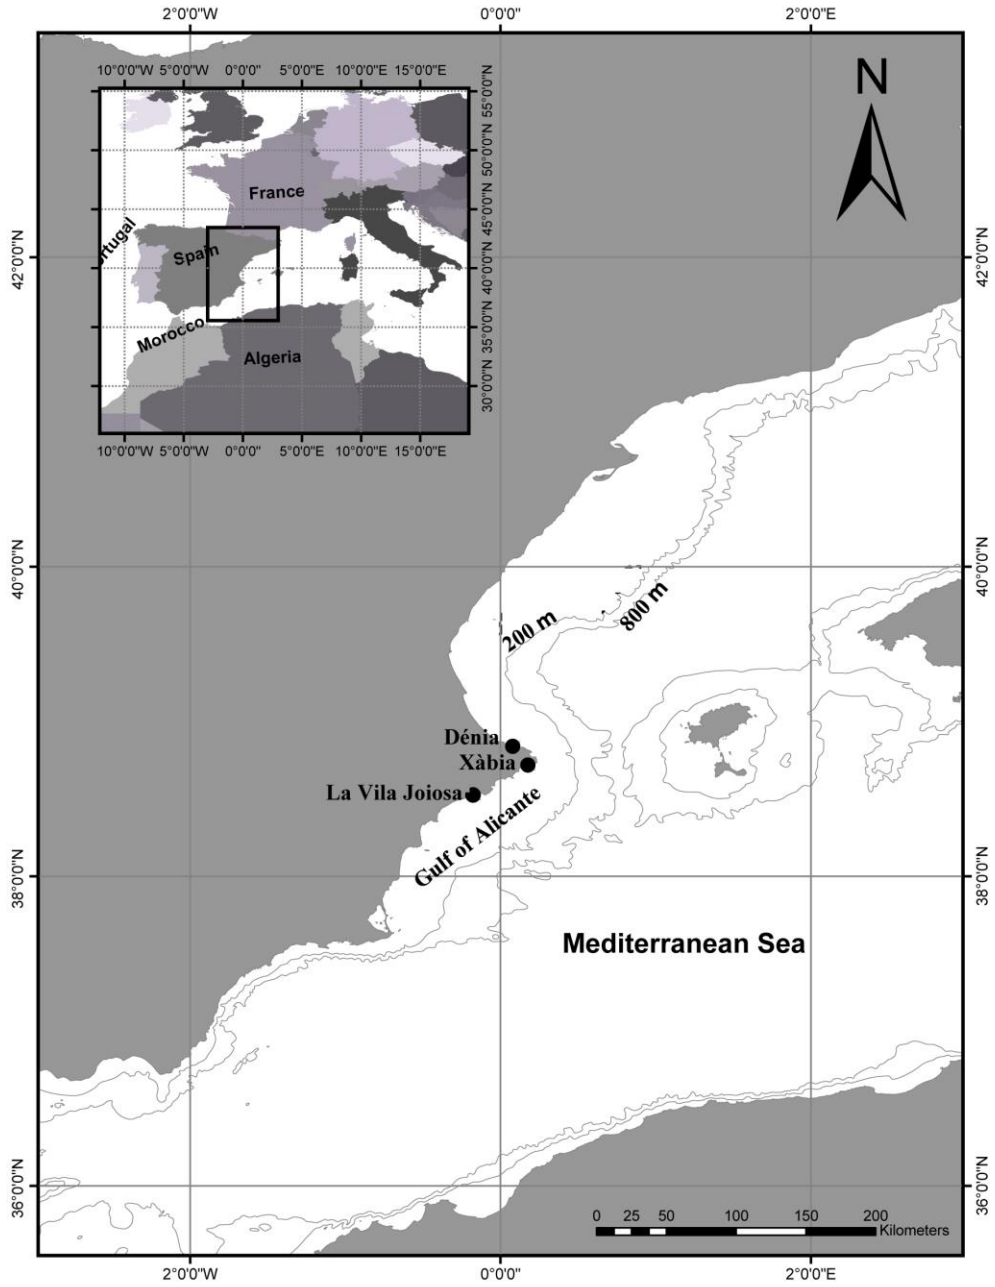 2°0'0"W 0°0'0" 2°0'0"E
10°0'0"W 5°0'0"W 0°0'0" 5°0'0"E 10°0'0"E 15°0'0"E
N
55°0'0"N
50°0'0"N
45°0'0"N
40°0'0"N
35°0'0"N
30°0'0"N
France
rtugal
Spain
Morocco
Algeria
10°0'0"W 5°0'0"W 0°0'0" 5°0'0"E 10°0'0"E 15°0'0"E
42°0'0"N 42°0'0"N
40°0'0"N 40°0'0"N
200 m 800 m
Dénia
Xàbia
La Vila Joiosa
Gulf of Alicante
38°0'0"N 38°0'0"N
Mediterranean Sea
36°0'0"N 36°0'0"N
0 25 50 100 150 200
Kilometers
2°0'0"W 0°0'0" 2°0'0"E